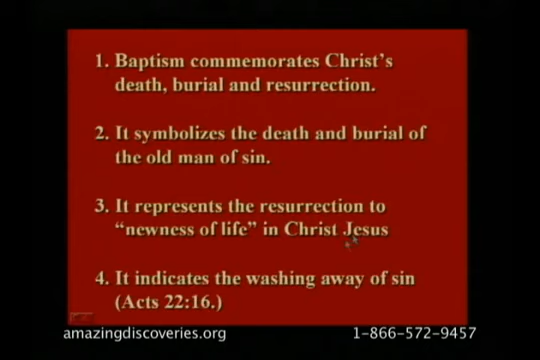 1. Baptism commemorates Christ's
death, burial and resurrection.
2. It symbolizes the death and burial of
the old man of sin.
3. It represents the resurrection to
“newness of life” in Christ Jesus
4. It indicates the washing away of sin
(Acts 22:16.)
amazingdiscoveries.org
1-866-572-9457